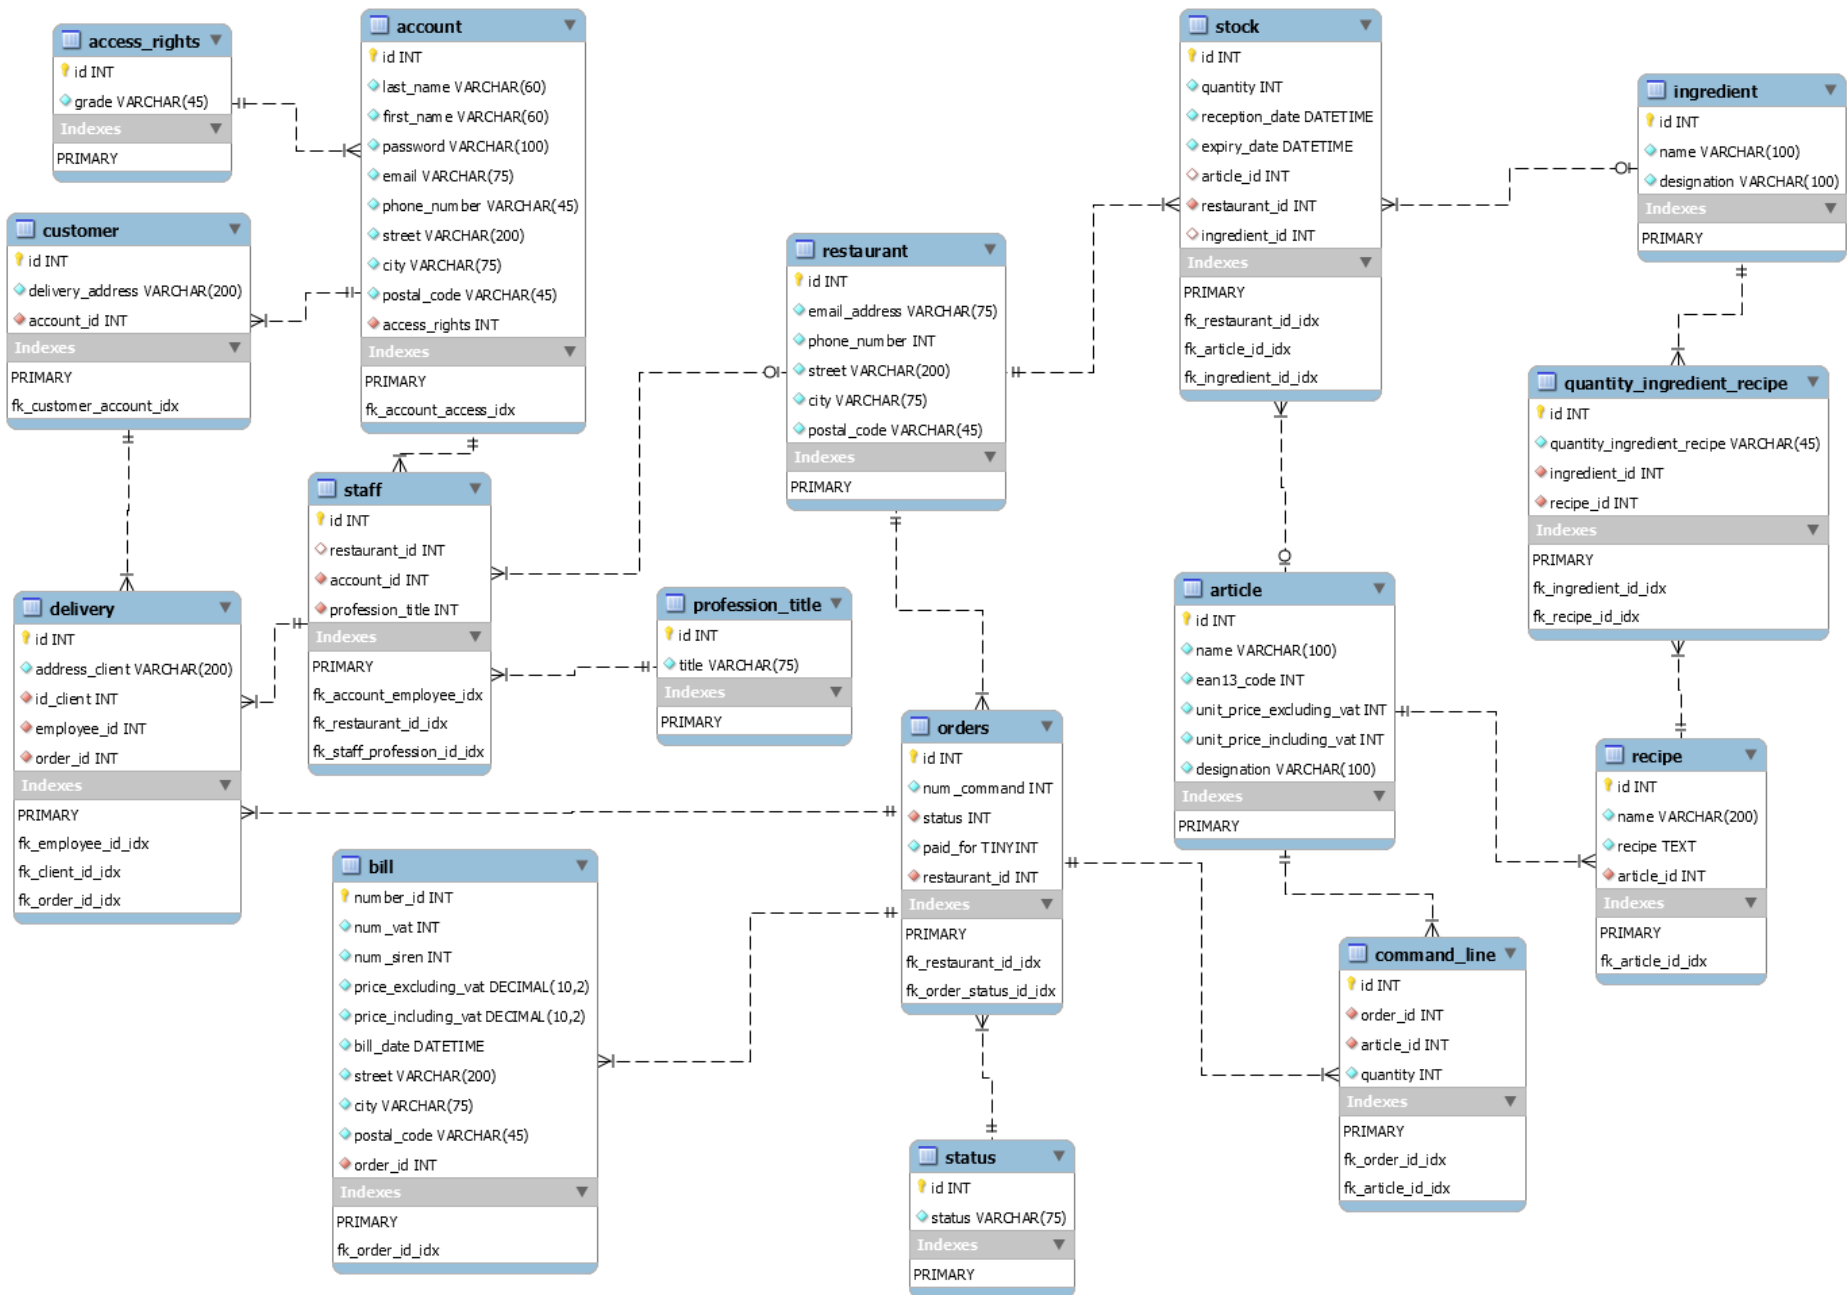 access_rights
id INT
grade VARCHAR(45)
Indexes
PRIMARY
account
id INT
last_name VARCHAR(60)
first_name VARCHAR(60)
password VARCHAR(100)
email VARCHAR(75)
phone_number VARCHAR(45)
street VARCHAR(200)
city VARCHAR(75)
postal_code VARCHAR(45)
access_rights INT
Indexes
PRIMARY
fk_account_access_idx
stock
id INT
quantity INT
reception_date DATETIME
expiry_date DATETIME
article_id INT
restaurant_id INT
ingredient_id INT
Indexes
PRIMARY
fk_restaurant_id_idx
fk_article_id_idx
fk_ingredient_id_idx
ingredient
id INT
name VARCHAR(100)
designation VARCHAR(100)
Indexes
PRIMARY
customer
id INT
delivery_address VARCHAR(200)
account_id INT
Indexes
PRIMARY
fk_customer_account_idx
restaurant
id INT
email_address VARCHAR(75)
phone_number INT
street VARCHAR(200)
city VARCHAR(75)
postal_code VARCHAR(45)
Indexes
PRIMARY
quantity_ingredient_recipe
id INT
quantity_ingredient_recipe VARCHAR(45)
ingredient_id INT
recipe_id INT
Indexes
PRIMARY
fk_ingredient_id_idx
fk_recipe_id_idx
staff
id INT
restaurant_id INT
account_id INT
profession_title INT
Indexes
PRIMARY
fk_account_employee_idx
fk_restaurant_id_idx
fk_staff_profession_id_idx
delivery
id INT
address_client VARCHAR(200)
id_client INT
employee_id INT
order_id INT
Indexes
PRIMARY
fk_employee_id_idx
fk_client_id_idx
fk_order_id_idx
profession_title
id INT
title VARCHAR(75)
Indexes
PRIMARY
article
id INT
name VARCHAR(100)
ean13_code INT
unit_price_excluding_vat INT
unit_price_including_vat INT
designation VARCHAR(100)
Indexes
PRIMARY
orders
id INT
num_command INT
status INT
paid_for TINYINT
restaurant_id INT
Indexes
PRIMARY
fk_restaurant_id_idx
fk_order_status_id_idx
recipe
id INT
name VARCHAR(200)
recipe TEXT
article_id INT
Indexes
PRIMARY
fk_article_id_idx
bill
number_id INT
num_vat INT
num_siren INT
price_excluding_vat DECIMAL(10,2)
price_including_vat DECIMAL(10,2)
bill_date DATETIME
street VARCHAR(200)
city VARCHAR(75)
postal_code VARCHAR(45)
order_id INT
Indexes
PRIMARY
fk_order_id_idx
command_line
id INT
order_id INT
article_id INT
quantity INT
Indexes
PRIMARY
fk_order_id_idx
fk_article_id_idx
status
id INT
status VARCHAR(75)
Indexes
PRIMARY